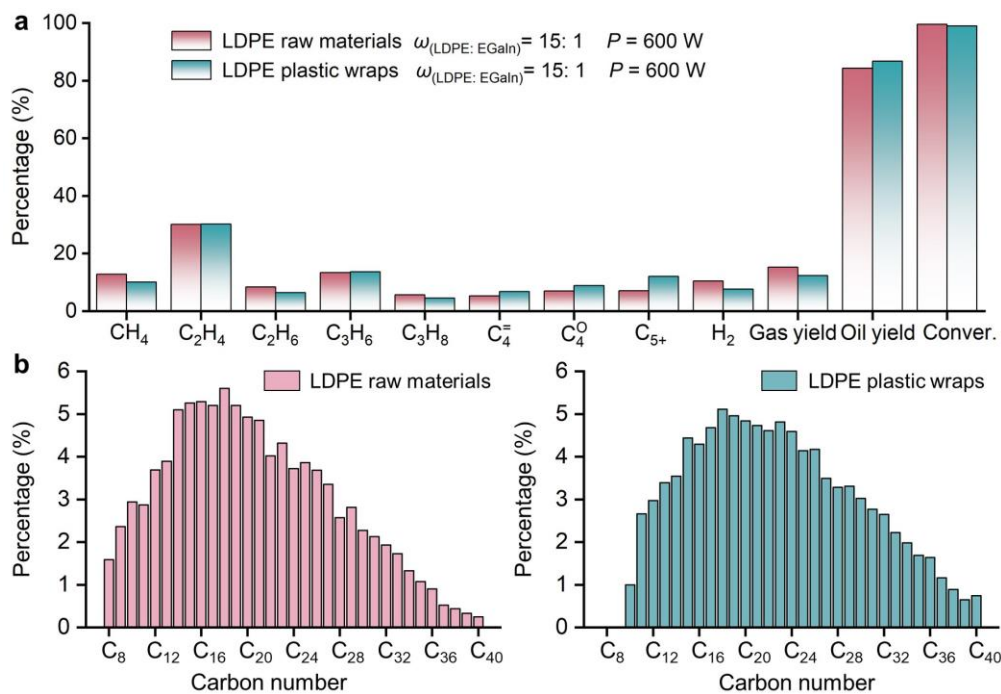 a
100
80
60
40
20
0
Percentage (%)
LDPE raw materials ω(LDPE: EGaIn)= 15: 1 P = 600 W
LDPE plastic wraps ω(LDPE: EGaIn)= 15: 1 P = 600 W
CH4 C2H4 C2H6 C3H6 C3H8 C4= C4O C5+ H2 Gas yield Oil yield Conver.
b
6
5
4
3
2
1
0
Percentage (%)
LDPE raw materials
C8 C12 C16 C20 C24 C28 C32 C36 C40
Carbon number
6
5
4
3
2
1
0
Percentage (%)
LDPE plastic wraps
C8 C12 C16 C20 C24 C28 C32 C36 C40
Carbon number